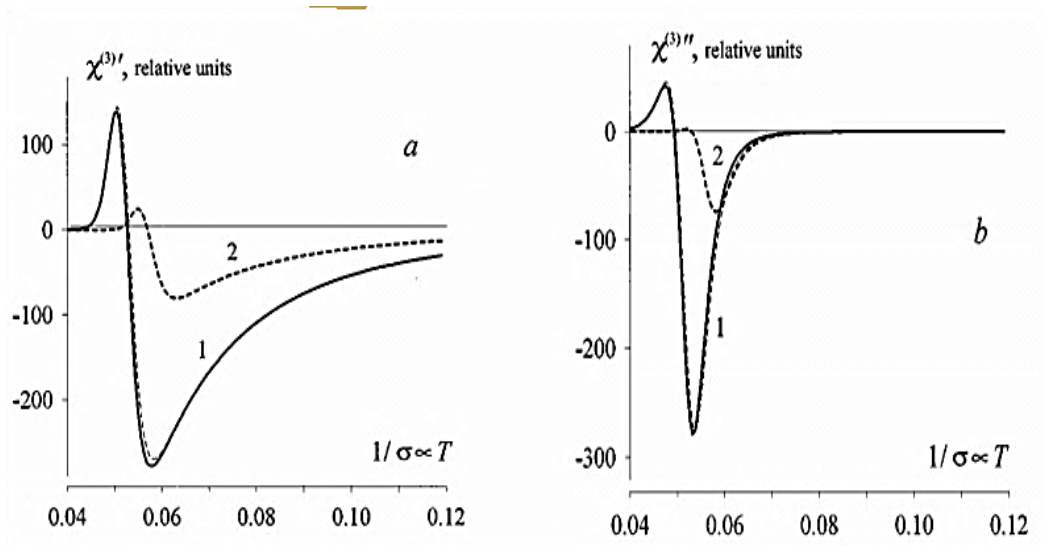 χ⁽³⁾′, relative units
100
0
-100
-200
a
2
1
1/ σ∝ T
0.04 0.06 0.08 0.10 0.12
χ⁽³⁾″, relative units
0
-100
-200
-300
2
b
1
1/ σ∝ T
0.04 0.06 0.08 0.10 0.12